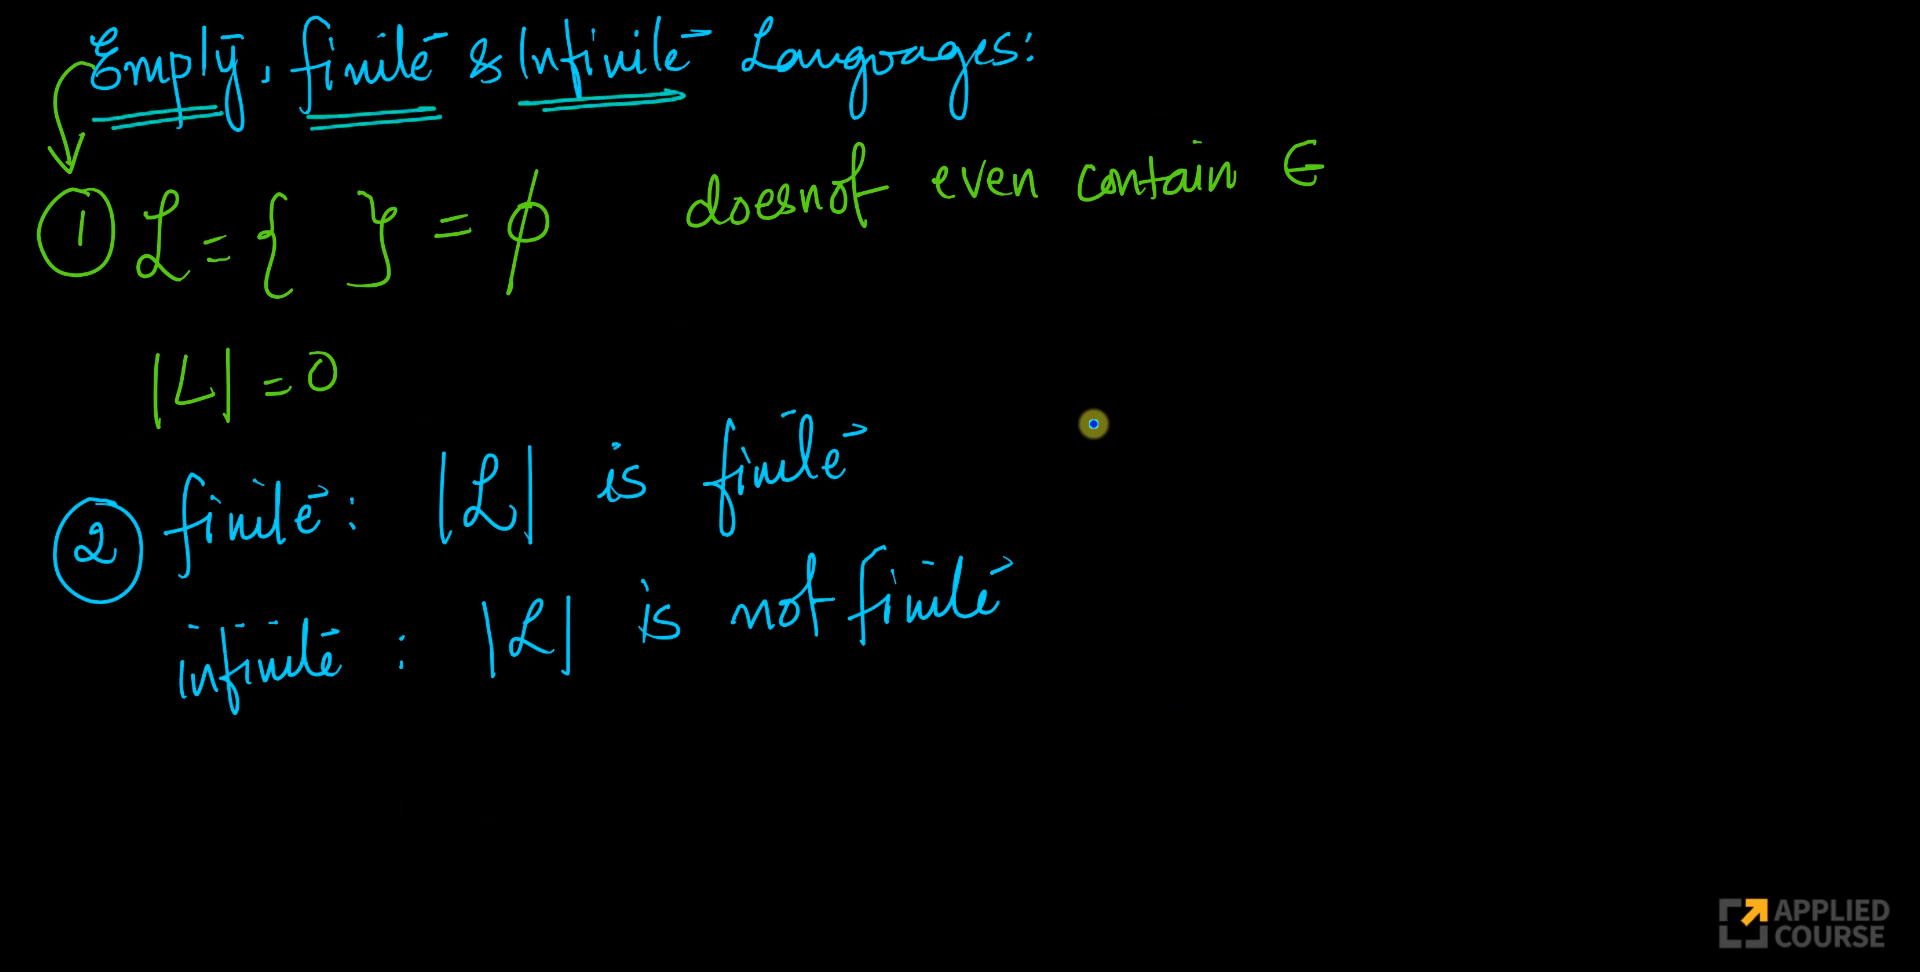 Empty, finite & Infinite Languages:
① L = { } = ϕ doesnot even contain ∈
|L| = 0
② finite: |L| is finite
infinite: |L| is not finite
APPLIED
COURSE